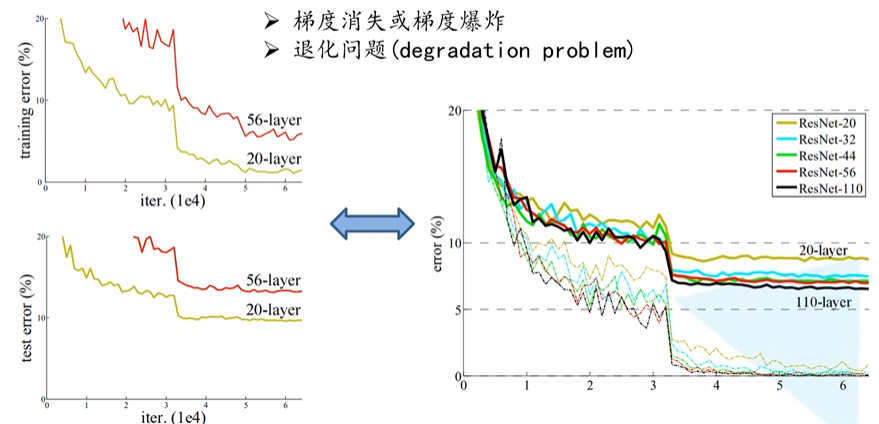 ➢ 梯度消失或梯度爆炸
➢ 退化问题(degradation problem)
20
10
0
training error (%)
56-layer
20-layer
0 1 2 3 4 5 6
iter. (1e4)
20
10
0
test error (%)
56-layer
20-layer
0 1 2 3 4 5 6
iter. (1e4)
20
10
5
0
error (%)
ResNet-20
ResNet-32
ResNet-44
ResNet-56
ResNet-110
20-layer
110-layer
0 1 2 3 4 5 6